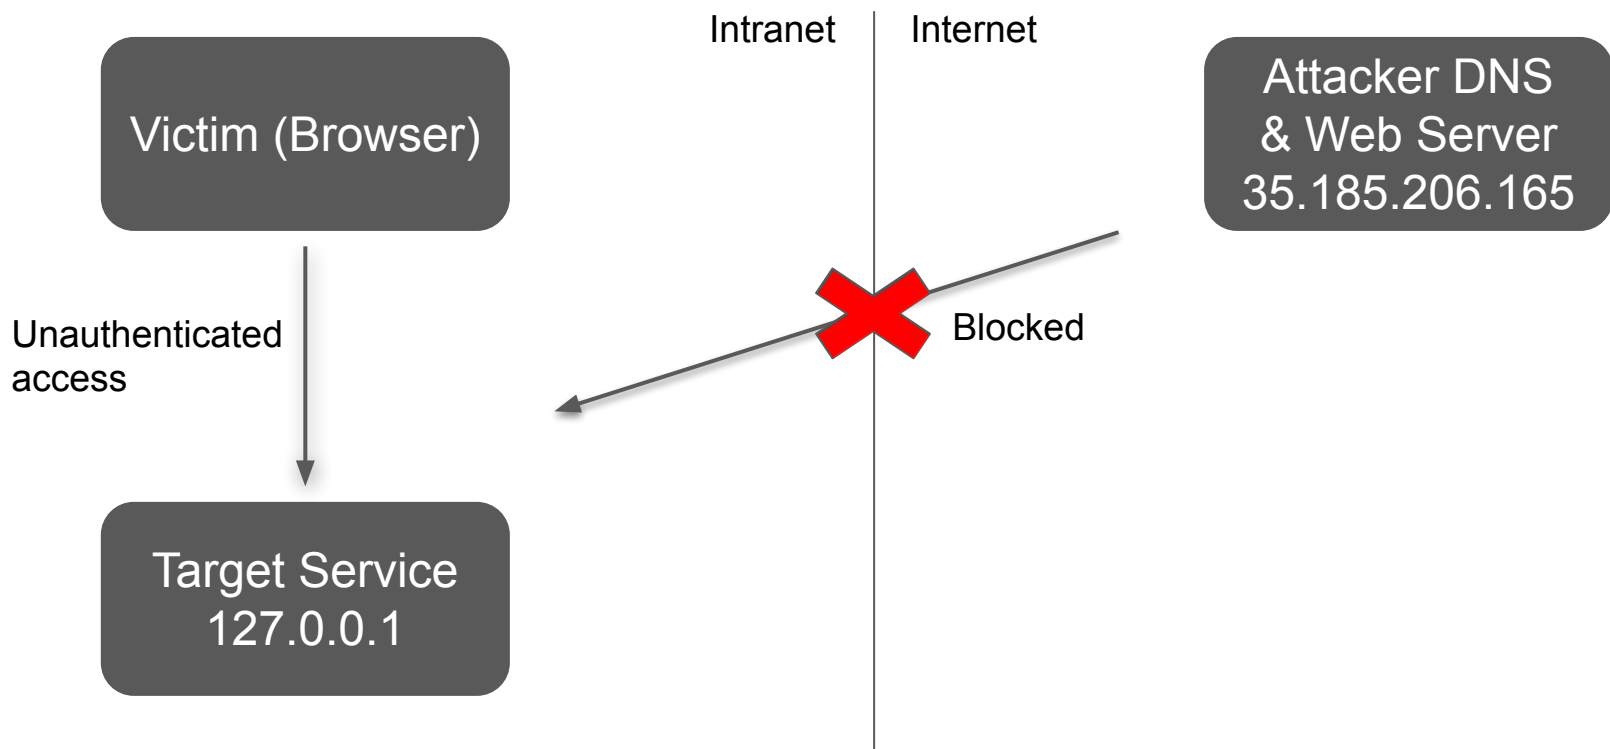 Intranet
Internet
Victim (Browser)
Attacker DNS
& Web Server
35.185.206.165
Unauthenticated
access
Blocked
Target Service
127.0.0.1